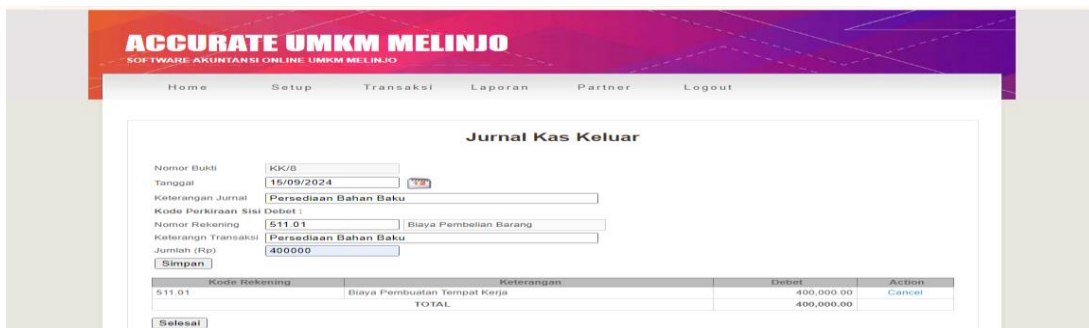 ACCURATE UMKM MELINJO
SOFTWARE AKUNTANSI ONLINE UMKM MELINJO
Home Setup Transaksi Laporan Partner Logout
Jurnal Kas Keluar
Nomor Bukti KK/8
Tanggal 15/09/2024
Keterangan Jurnal Persediaan Bahan Baku
Kode Perkiraan Sisi Debet :
Nomor Rekening 511.01 Biaya Pembelian Barang
Keterangn Transaksi Persediaan Bahan Baku
Jumlah (Rp) 400000
Simpan
Kode Rekening Keterangan Debet Action
511.01 Biaya Pembuatan Tempat Kerja 400,000.00 Cancel
TOTAL 400,000.00
Selesai